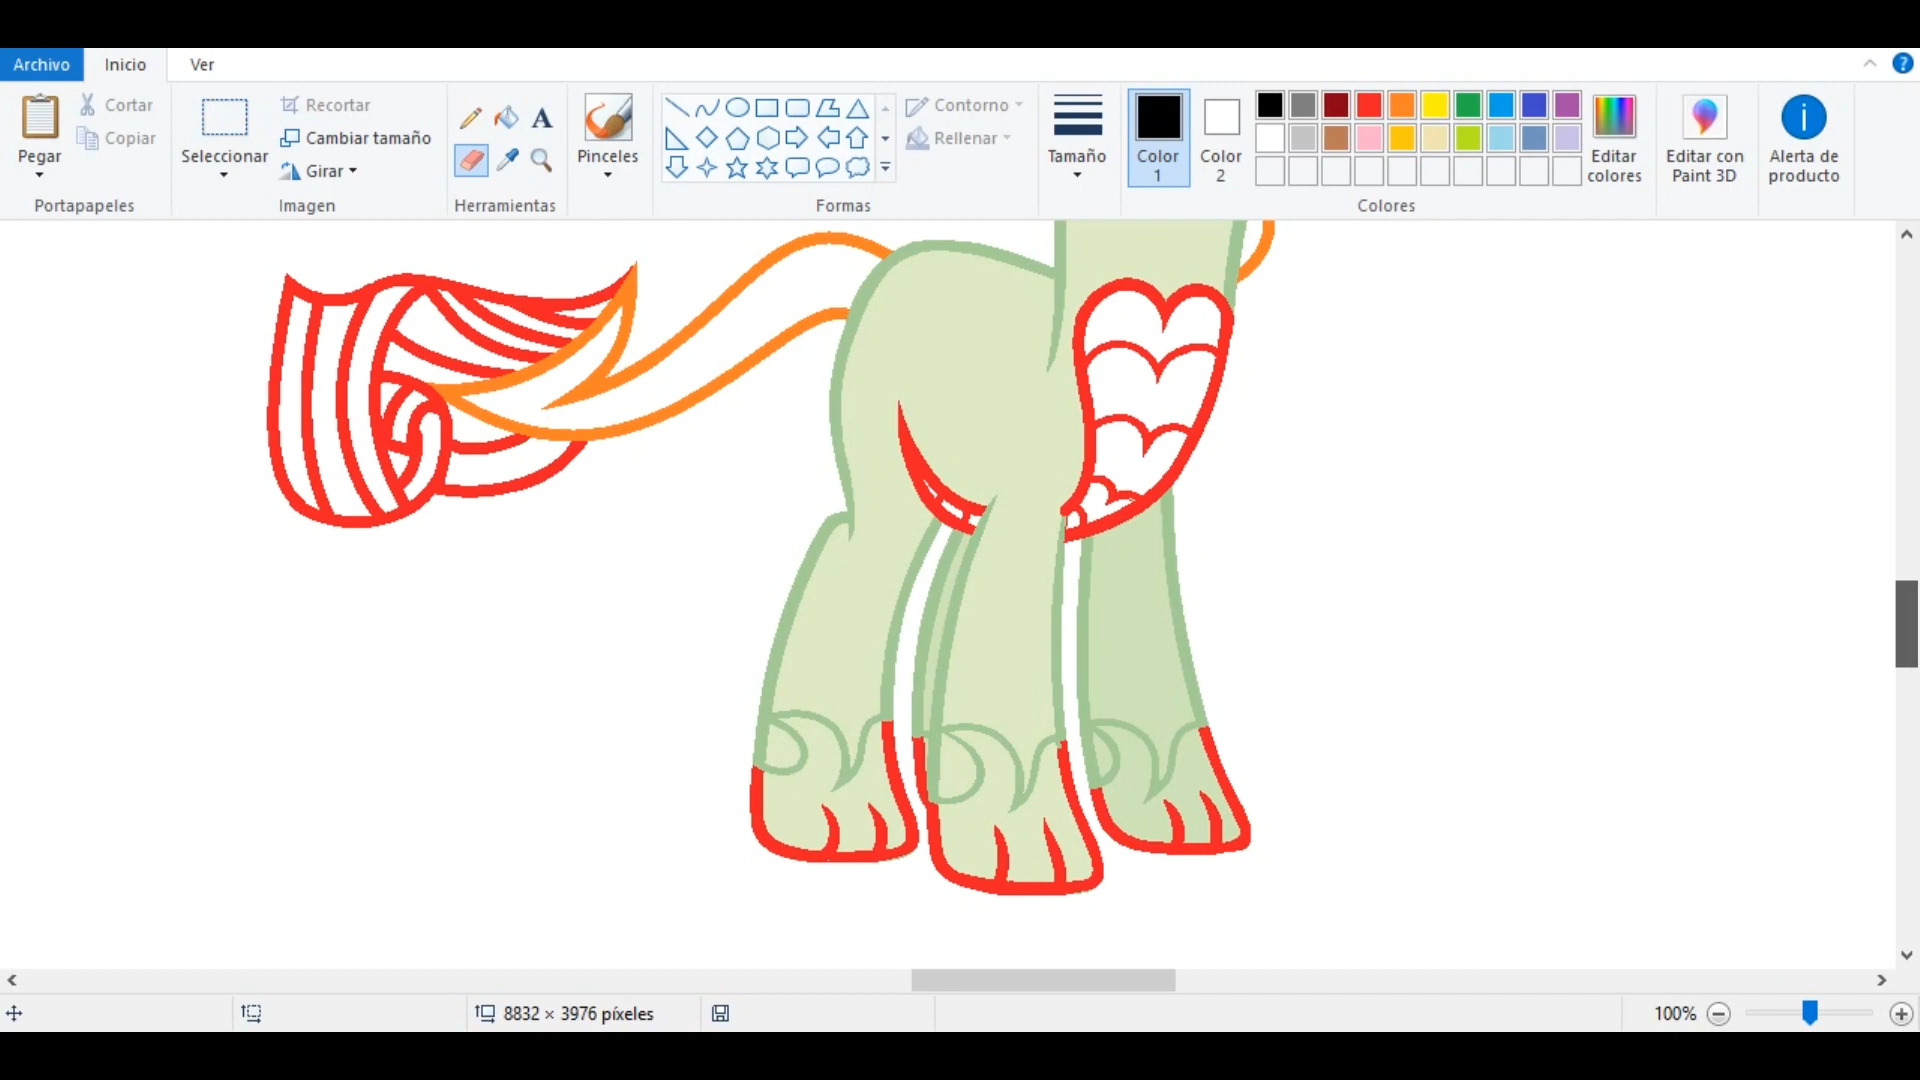 Archivo Inicio Ver
Pegar
Cortar
Copiar
Portapapeles
Seleccionar
Recortar
Cambiar tamaño
Girar
Imagen
A
Herramientas
Pinceles
Formas
Contorno
Rellenar
Tamaño
Color
1
Color
2
Editar
colores
Colores
Editar con
Paint 3D
Alerta de
producto
?
8832 × 3976 píxeles
100%